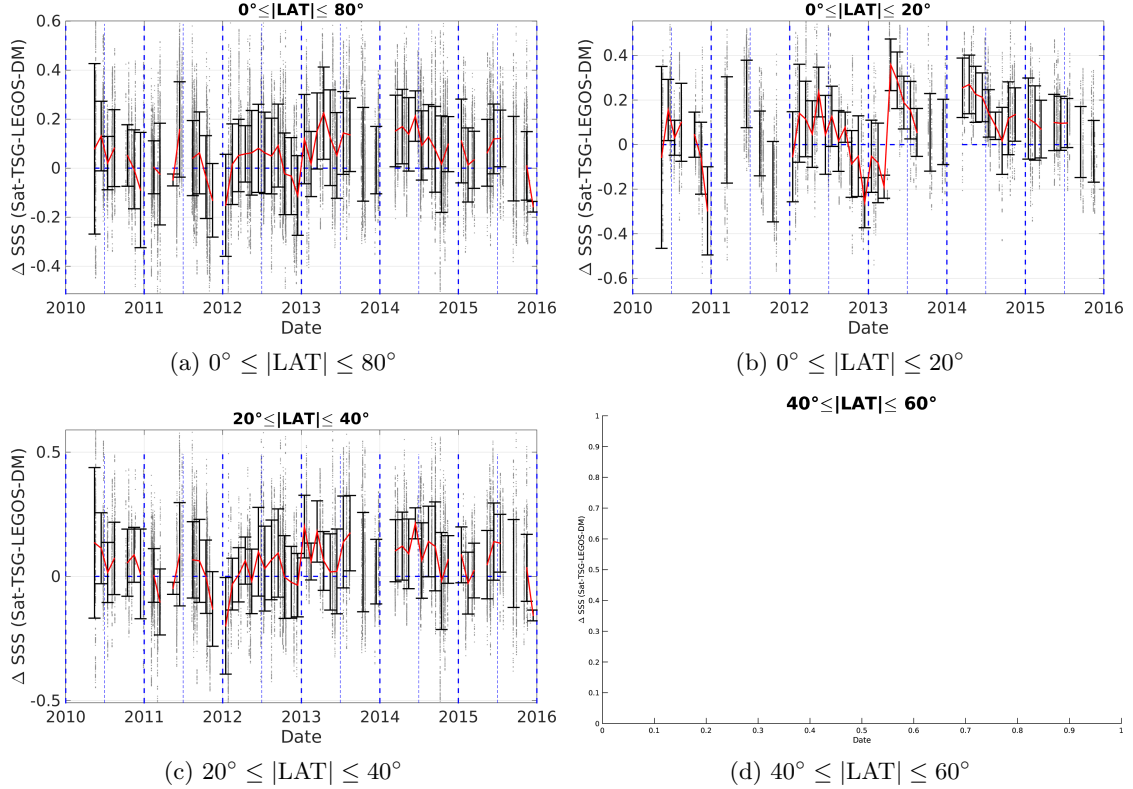 0°≤|LAT|≤ 80°
Δ SSS (Sat-TSG-LEGOS-DM)
0.6
0.4
0.2
0
-0.2
-0.4
2010 2011 2012 2013 2014 2015 2016
Date
(a) 0° ≤ |LAT| ≤ 80°
0°≤|LAT|≤ 20°
Δ SSS (Sat-TSG-LEGOS-DM)
0.4
0.2
0
-0.2
-0.4
-0.6
2010 2011 2012 2013 2014 2015 2016
Date
(b) 0° ≤ |LAT| ≤ 20°
20°≤|LAT|≤ 40°
Δ SSS (Sat-TSG-LEGOS-DM)
0.5
0
-0.5
2010 2011 2012 2013 2014 2015 2016
Date
(c) 20° ≤ |LAT| ≤ 40°
40°≤|LAT|≤ 60°
Δ SSS (Sat-TSG-LEGOS-DM)
1
0.9
0.8
0.7
0.6
0.5
0.4
0.3
0.2
0.1
0
0 0.1 0.2 0.3 0.4 0.5 0.6 0.7 0.8 0.9 1
Date
(d) 40° ≤ |LAT| ≤ 60°